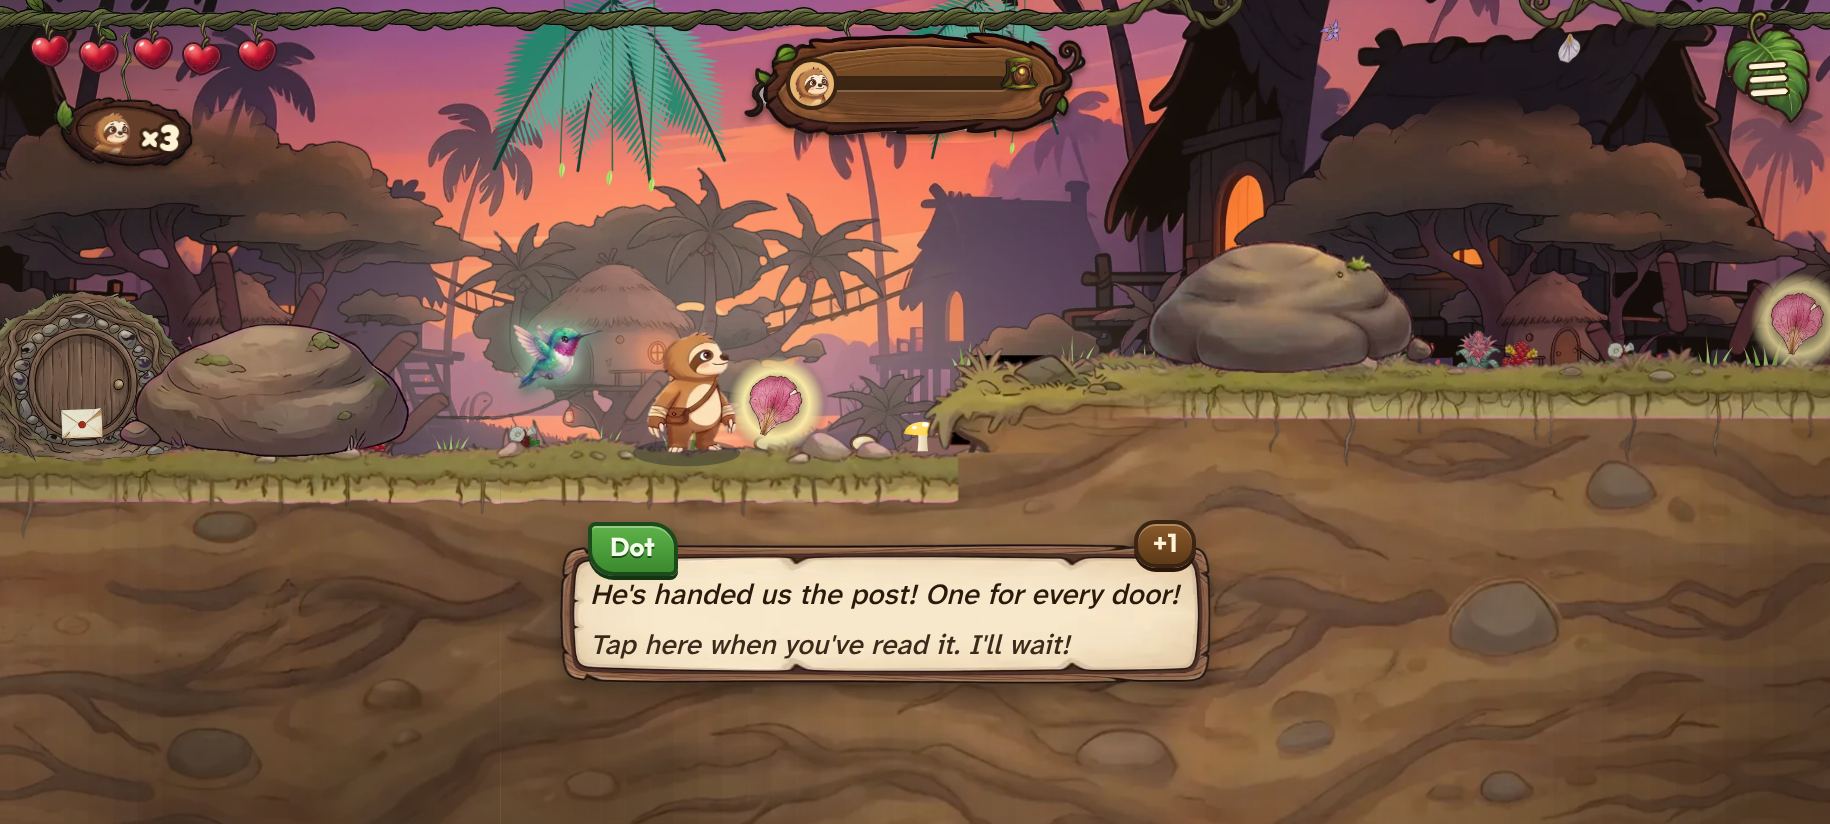 x3
Dot
+1
He's handed us the post! One for every door!
Tap here when you've read it. I'll wait!